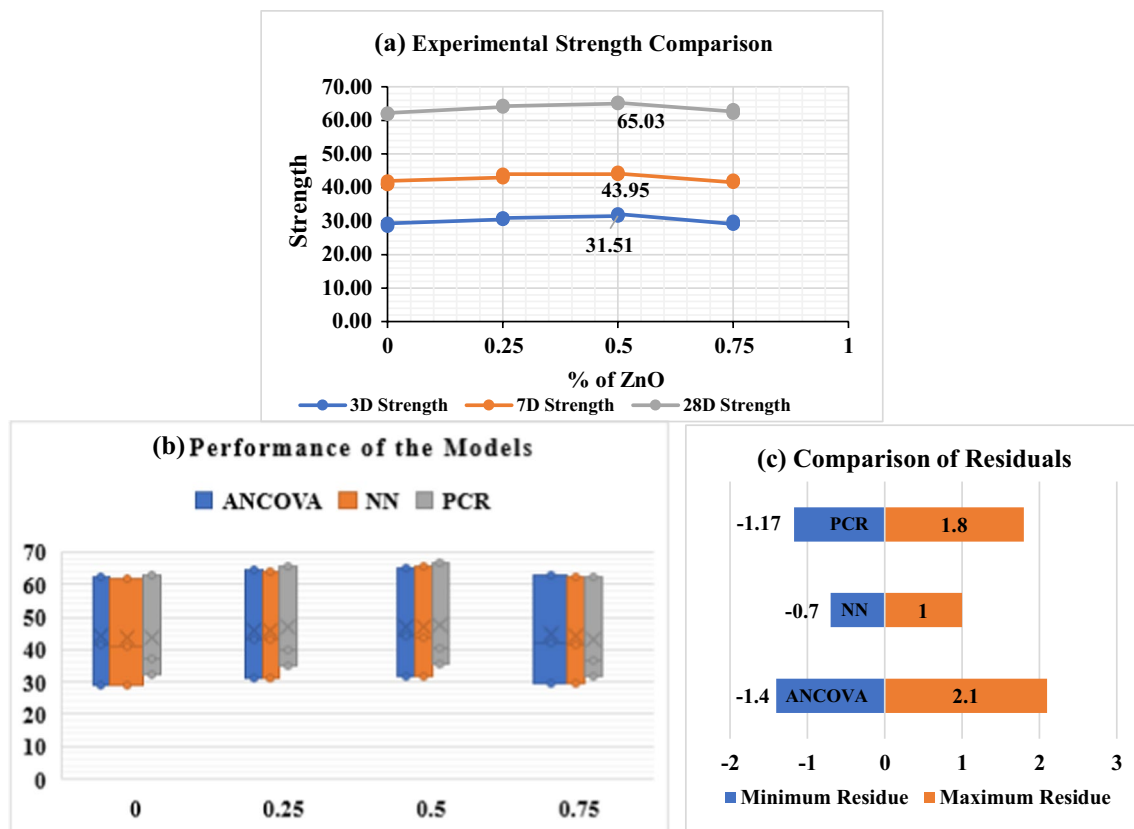 (a) Experimental Strength Comparison
70.00
60.00
50.00
40.00
30.00
20.00
10.00
0.00
Strength
65.03
43.95
31.51
0 0.25 0.5 0.75 1
% of ZnO
3D Strength 7D Strength 28D Strength
(b) Performance of the Models
ANCOVA NN PCR
70
60
50
40
30
20
10
0
0 0.25 0.5 0.75
(c) Comparison of Residuals
-1.17 PCR 1.8
-0.7 NN 1
-1.4 ANCOVA 2.1
-2 -1 0 1 2 3
Minimum Residue Maximum Residue